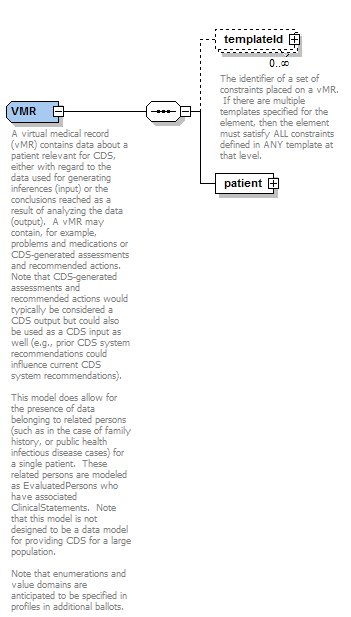 templateId
0..∞
The identifier of a set of
constraints placed on a vMR.
If there are multiple
templates specified for the
element, then the element
must satisfy ALL constraints
defined in ANY template at
that level.
VMR
A virtual medical record
(vMR) contains data about a
patient relevant for CDS,
either with regard to the
data used for generating
inferences (input) or the
conclusions reached as a
result of analyzing the data
(output).  A vMR may
contain, for example,
problems and medications or
CDS-generated assessments
and recommended actions.
Note that CDS-generated
assessments and
recommended actions would
typically be considered a
CDS output but could also
be used as a CDS input as
well (e.g., prior CDS system
recommendations could
influence current CDS
system recommendations).
This model does allow for
the presence of data
belonging to related persons
(such as in the case of family
history, or public health
infectious disease cases) for
a single patient.  These
related persons are modeled
as EvaluatedPersons who
have associated
ClinicalStatements.  Note
that this model is not
designed to be a data model
for providing CDS for a large
population.
Note that enumerations and
value domains are
anticipated to be specified in
profiles in additional ballots.
patient